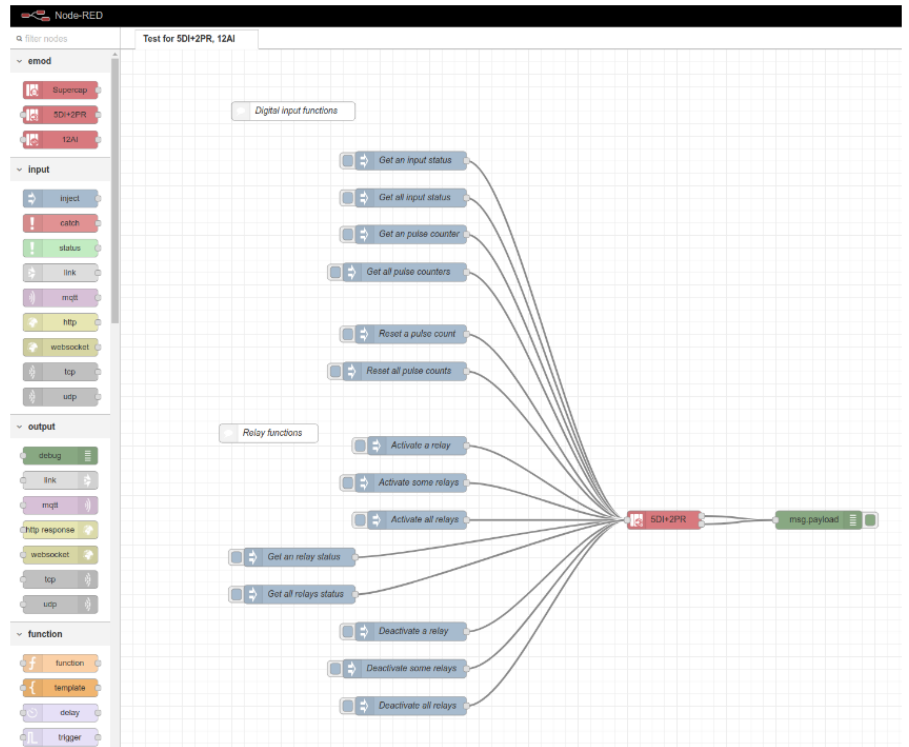 Node-RED
filter nodes
Test for 5DI+2PR, 12AI
emod
Supercap
5DI+2PR
12AI
input
inject
catch
status
link
mqtt
http
websocket
tcp
udp
output
debug
link
mqtt
http response
websocket
tcp
udp
function
function
template
delay
trigger
Digital input functions
Get an input status
Get all input status
Get an pulse counter
Get all pulse counters
Reset a pulse count
Reset all pulse counts
Relay functions
Activate a relay
Activate some relays
Activate all relays
Get an relay status
Get all relays status
Deactivate a relay
Deactivate some relays
Deactivate all relays
5DI+2PR
msg.payload